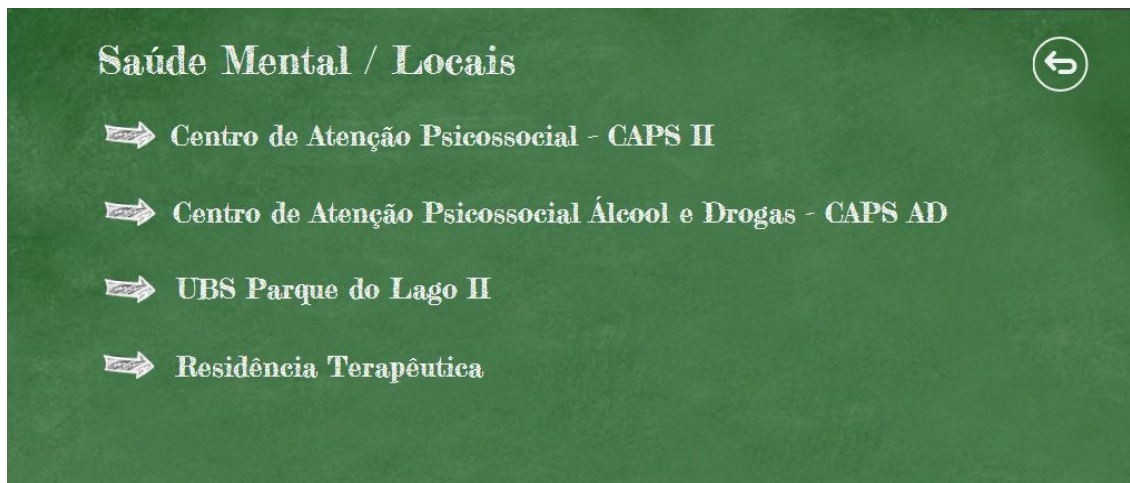 Saúde Mental / Locais
Centro de Atenção Psicossocial - CAPS II
Centro de Atenção Psicossocial Álcool e Drogas - CAPS AD
UBS Parque do Lago II
Residência Terapêutica